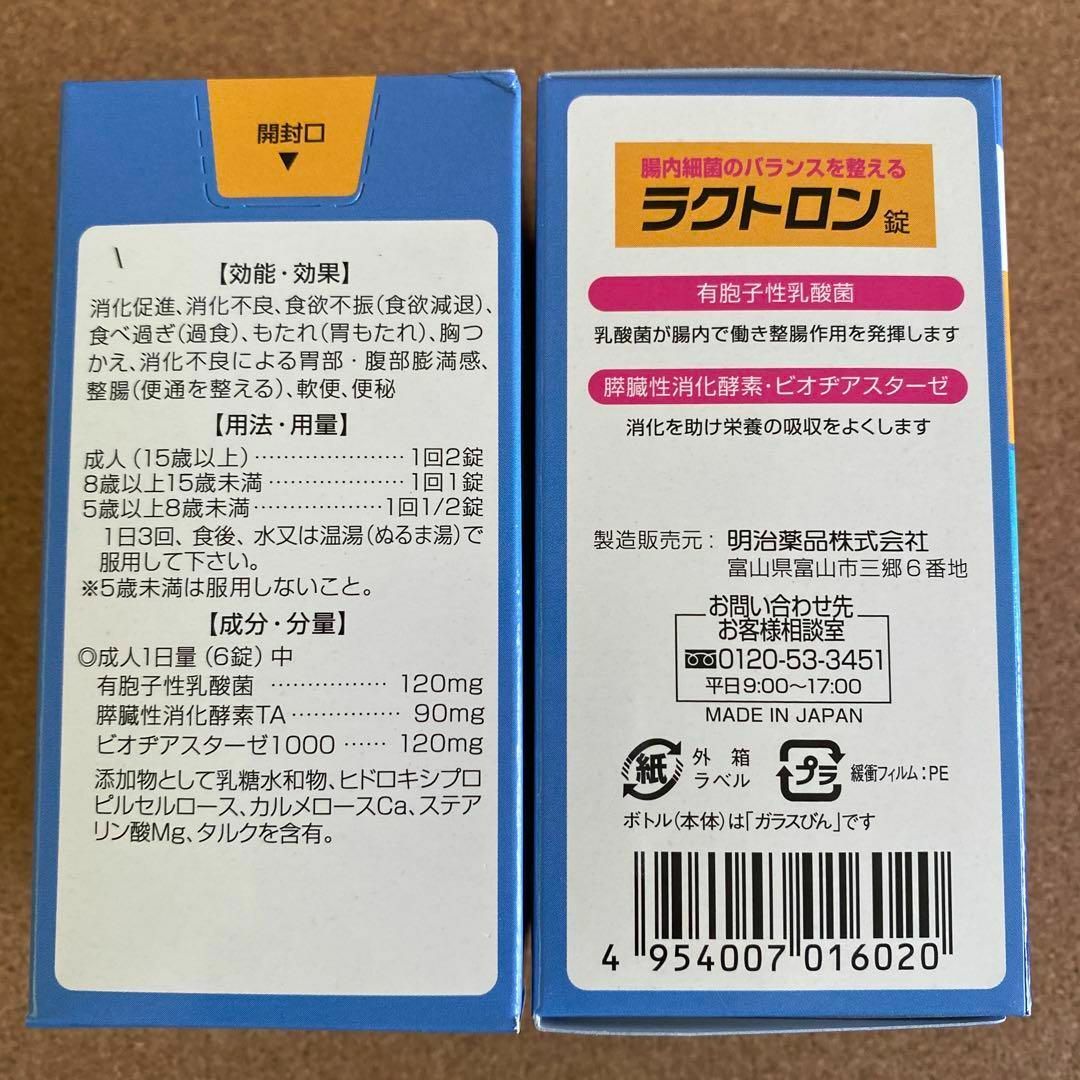 開封口
▼
【効能・効果】
消化促進、消化不良、食欲不振(食欲減退)、
食べ過ぎ(過食)、もたれ(胃もたれ)、胸つ
かえ、消化不良による胃部・腹部膨満感、
整腸(便通を整える)、軟便、便秘
【用法・用量】
成人(15歳以上)…………………1回2錠
8歳以上15歳未満………………1回1錠
5歳以上8歳未満………………1回1/2錠
1日3回、食後、水又は温湯(ぬるま湯)で
服用して下さい。
※5歳未満は服用しないこと。
【成分・分量】
◎成人1日量(6錠)中
有胞子性乳酸菌……………120mg
膵臓性消化酵素TA……………90mg
ビオヂアスターゼ1000……120mg
添加物として乳糖水和物、ヒドロキシプロ
ピルセルロース、カルメロースCa、ステア
リン酸Mg、タルクを含有。
腸内細菌のバランスを整える
ラクトロン錠
有胞子性乳酸菌
乳酸菌が腸内で働き整腸作用を発揮します
膵臓性消化酵素・ビオヂアスターゼ
消化を助け栄養の吸収をよくします
製造販売元:明治薬品株式会社
富山県富山市三郷6番地
お問い合わせ先
お客様相談室
0120-53-3451
平日9:00〜17:00
MADE IN JAPAN
紙 外箱
ラベル
プラ 緩衝フィルム:PE
ボトル(本体)は「ガラスびん」です
4 954007 016020